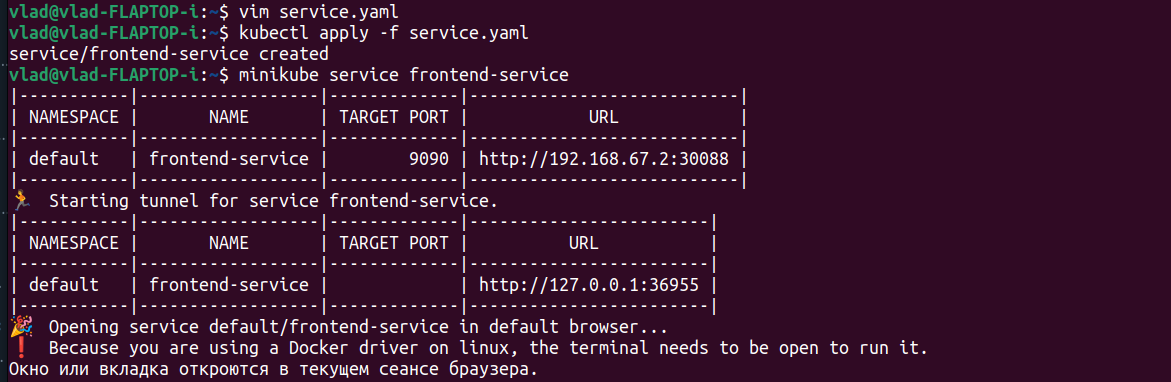 vlad@vlad-FLAPTOP-i:~$ vim service.yaml
vlad@vlad-FLAPTOP-i:~$ kubectl apply -f service.yaml
service/frontend-service created
vlad@vlad-FLAPTOP-i:~$ minikube service frontend-service
|-----------|------------------|-------------|---------------------------|
| NAMESPACE |       NAME       | TARGET PORT |            URL            |
|-----------|------------------|-------------|---------------------------|
| default   | frontend-service |        9090 | http://192.168.67.2:30088 |
|-----------|------------------|-------------|---------------------------|
🏃  Starting tunnel for service frontend-service.
|-----------|------------------|-------------|------------------------|
| NAMESPACE |       NAME       | TARGET PORT |          URL           |
|-----------|------------------|-------------|------------------------|
| default   | frontend-service |             | http://127.0.0.1:36955 |
|-----------|------------------|-------------|------------------------|
🎉  Opening service default/frontend-service in default browser...
❗  Because you are using a Docker driver on linux, the terminal needs to be open to run it.
Окно или вкладка откроются в текущем сеансе браузера.